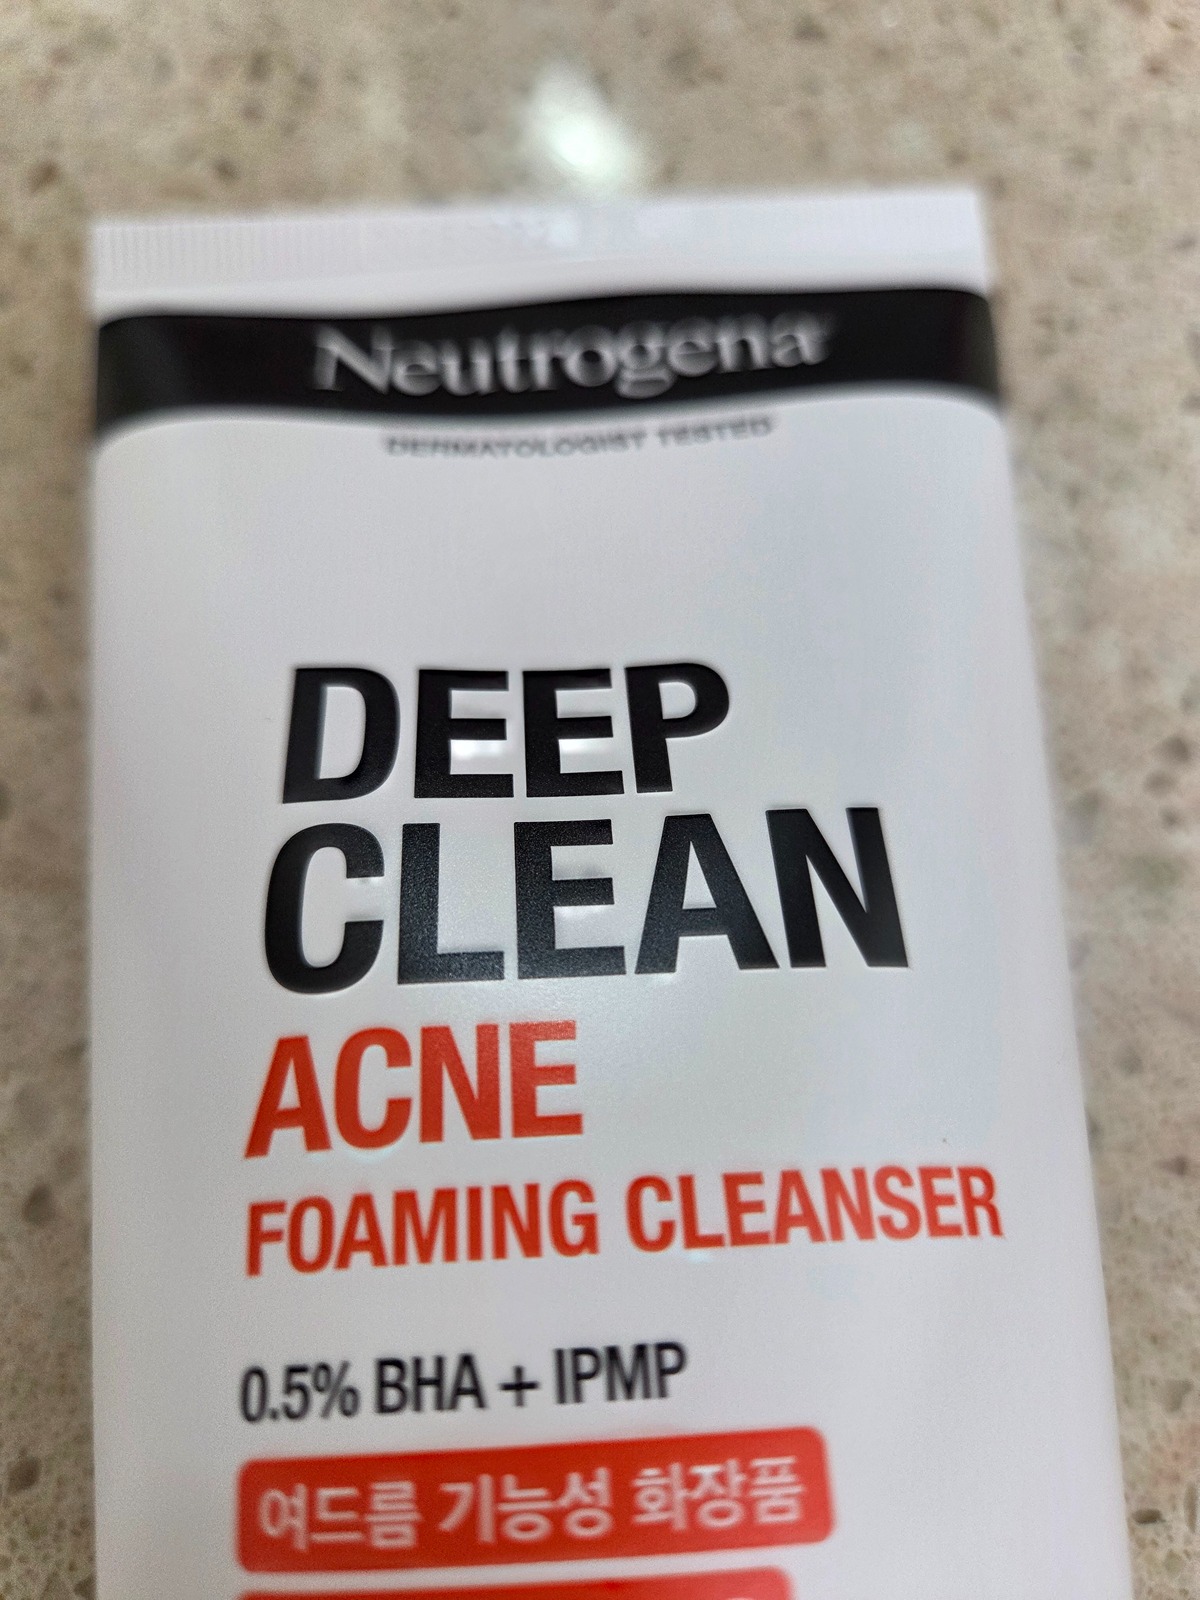 Neutrogena
DERMATOLOGIST TESTED
DEEP
CLEAN
ACNE
FOAMING CLEANSER
0.5% BHA + IPMP
여드름 기능성 화장품